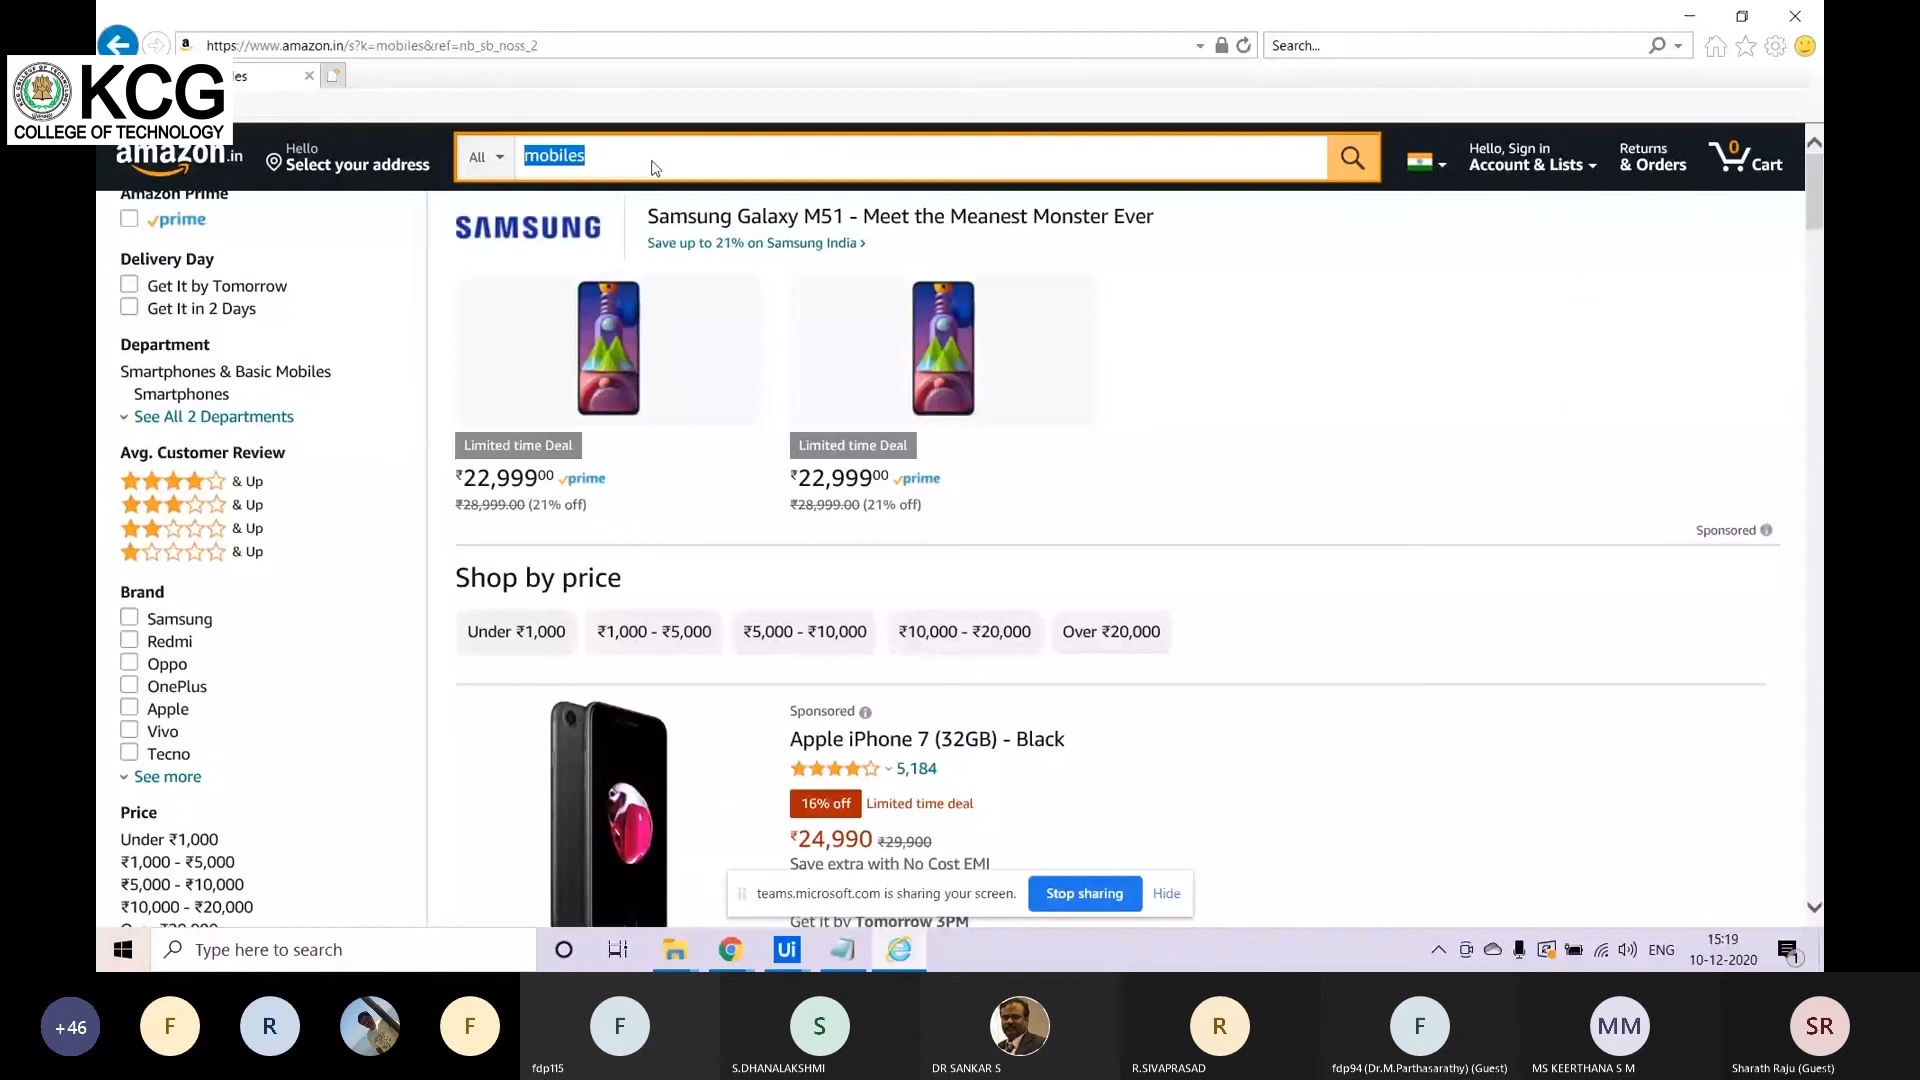 https://www.amazon.in/s?k=mobiles&ref=nb_sb_noss_2
Search...
les
KCG
COLLEGE OF TECHNOLOGY
amazon.in
Hello
Select your address
All
mobiles
Hello, Sign in
Account & Lists
Returns
& Orders
0
Cart
Amazon Prime
prime
Delivery Day
Get It by Tomorrow
Get It in 2 Days
Department
Smartphones & Basic Mobiles
Smartphones
See All 2 Departments
Avg. Customer Review
& Up
& Up
& Up
& Up
Brand
Samsung
Redmi
Oppo
OnePlus
Apple
Vivo
Tecno
See more
Price
Under ₹1,000
₹1,000 - ₹5,000
₹5,000 - ₹10,000
₹10,000 - ₹20,000
SAMSUNG
Samsung Galaxy M51 - Meet the Meanest Monster Ever
Save up to 21% on Samsung India ›
Limited time Deal
₹22,99900 prime
₹28,999.00 (21% off)
Limited time Deal
₹22,99900 prime
₹28,999.00 (21% off)
Sponsored
Shop by price
Under ₹1,000
₹1,000 - ₹5,000
₹5,000 - ₹10,000
₹10,000 - ₹20,000
Over ₹20,000
Sponsored
Apple iPhone 7 (32GB) - Black
5,184
16% off Limited time deal
₹24,990 ₹29,900
Save extra with No Cost EMI
teams.microsoft.com is sharing your screen.
Stop sharing
Hide
Get it by Tomorrow 3PM
Type here to search
Ui
ENG
15:19
10-12-2020
1
+46
F
R
F
F
fdp115
S
S.DHANALAKSHMI
DR SANKAR S
R
R.SIVAPRASAD
F
fdp94 (Dr.M.Parthasarathy) (Guest)
MM
MS KEERTHANA S M
SR
Sharath Raju (Guest)